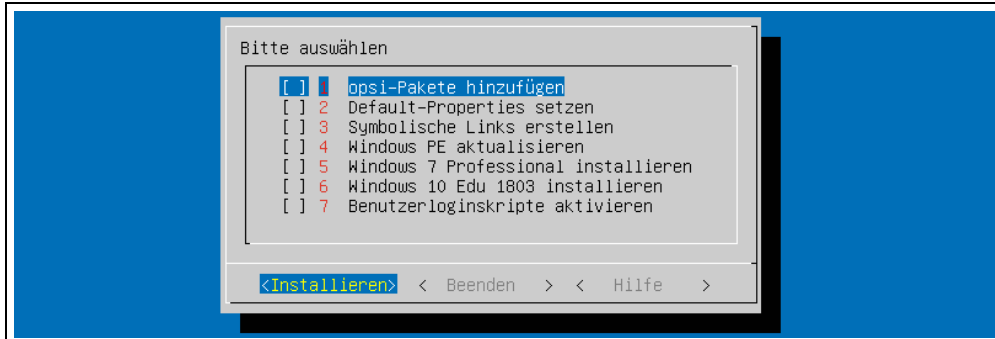 Bitte auswählen
[ ] 1 opsi-Pakete hinzufügen
[ ] 2 Default-Properties setzen
[ ] 3 Symbolische Links erstellen
[ ] 4 Windows PE aktualisieren
[ ] 5 Windows 7 Professional installieren
[ ] 6 Windows 10 Edu 1803 installieren
[ ] 7 Benutzerloginskripte aktivieren
<Installieren> < Beenden > < Hilfe >